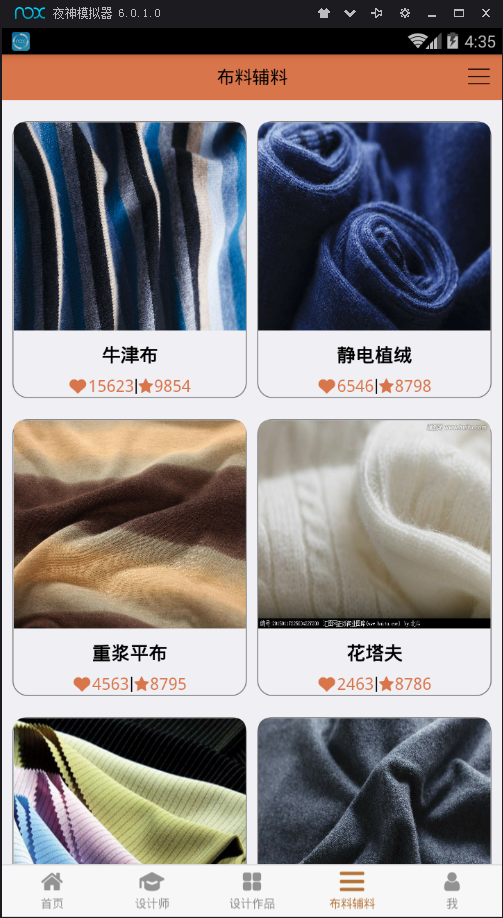 nox 夜神模拟器 6.0.1.0
4:35
布料辅料
牛津布
15623|9854
静电植绒
6546|8798
重浆平布
4563|8795
花塔夫
2463|8786
首页
设计师
设计作品
布料辅料
我